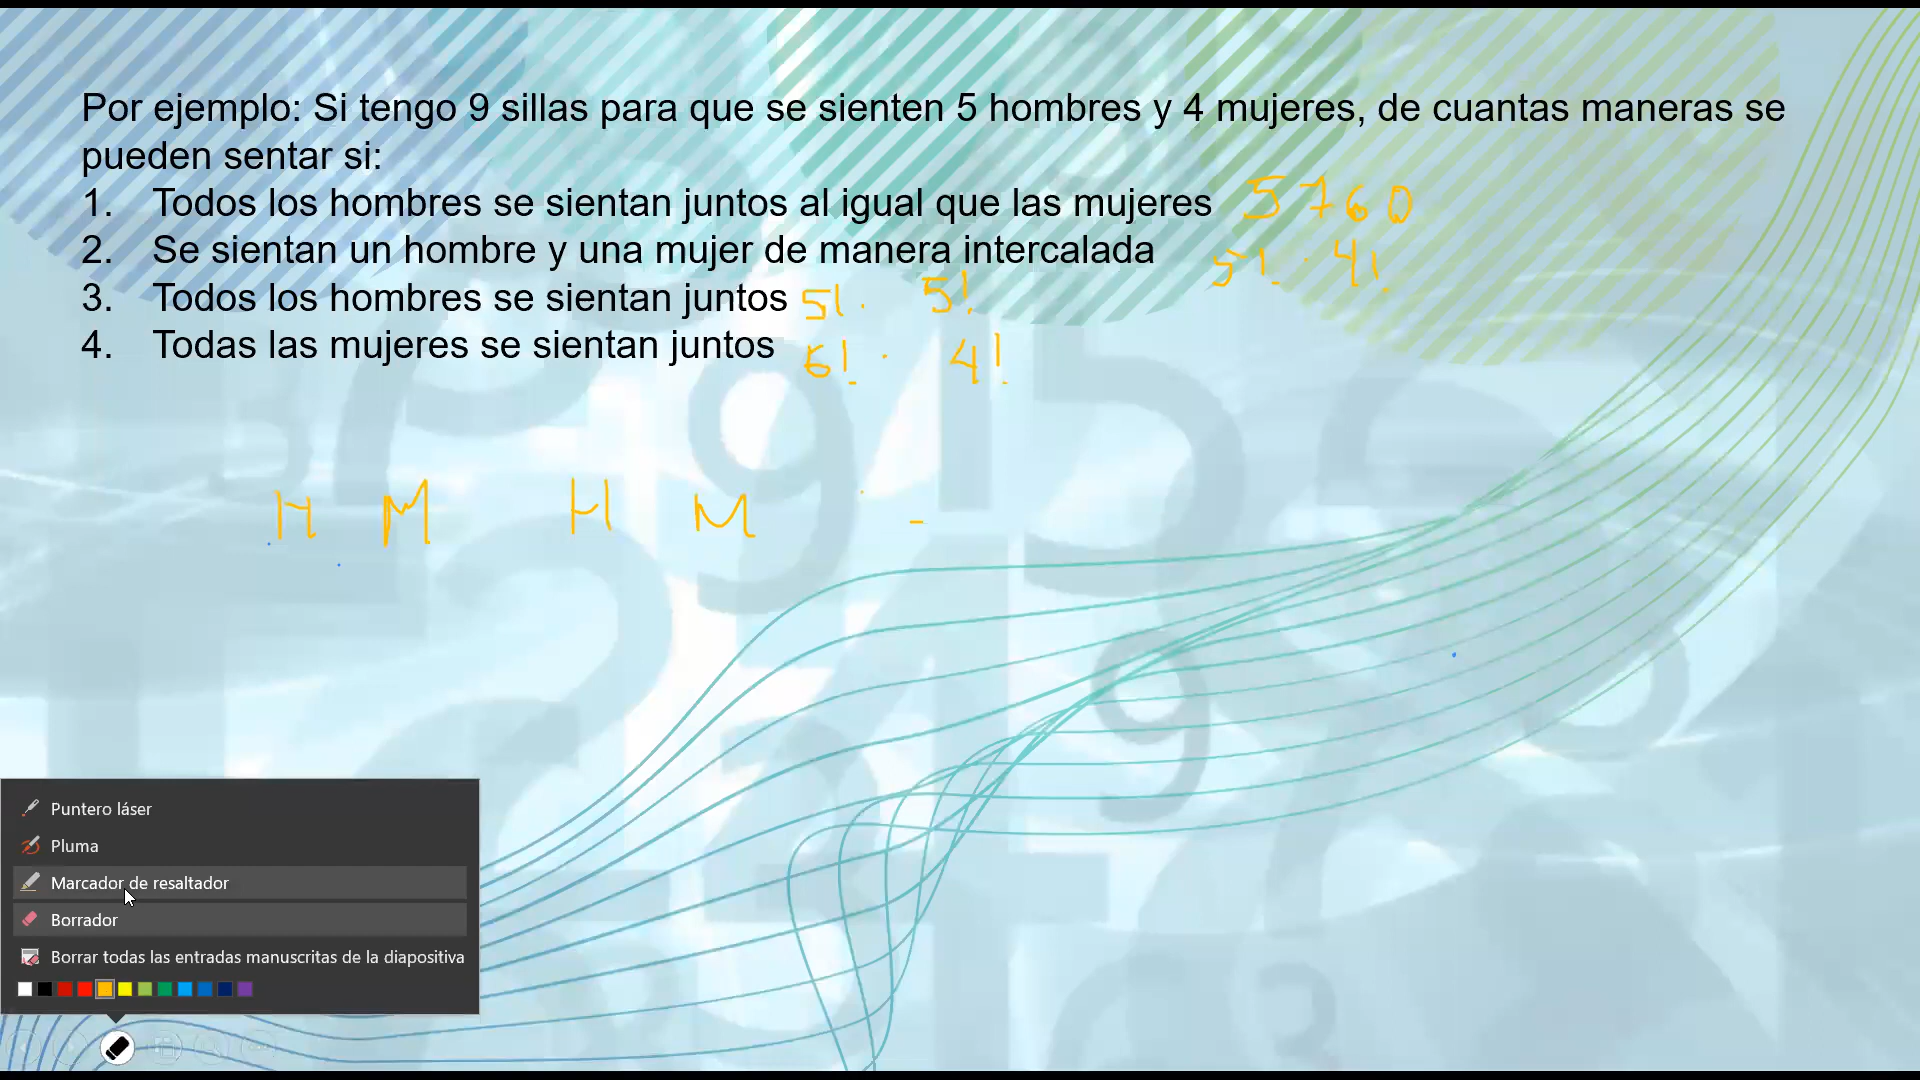 Por ejemplo: Si tengo 9 sillas para que se sienten 5 hombres y 4 mujeres, de cuantas maneras se
pueden sentar si:
1. Todos los hombres se sientan juntos al igual que las mujeres 5760
2. Se sientan un hombre y una mujer de manera intercalada 5! · 4!
3. Todos los hombres se sientan juntos 5! · 5!
4. Todas las mujeres se sientan juntos 6! · 4!
H M H M -
Puntero láser
Pluma
Marcador de resaltador
Borrador
Borrar todas las entradas manuscritas de la diapositiva